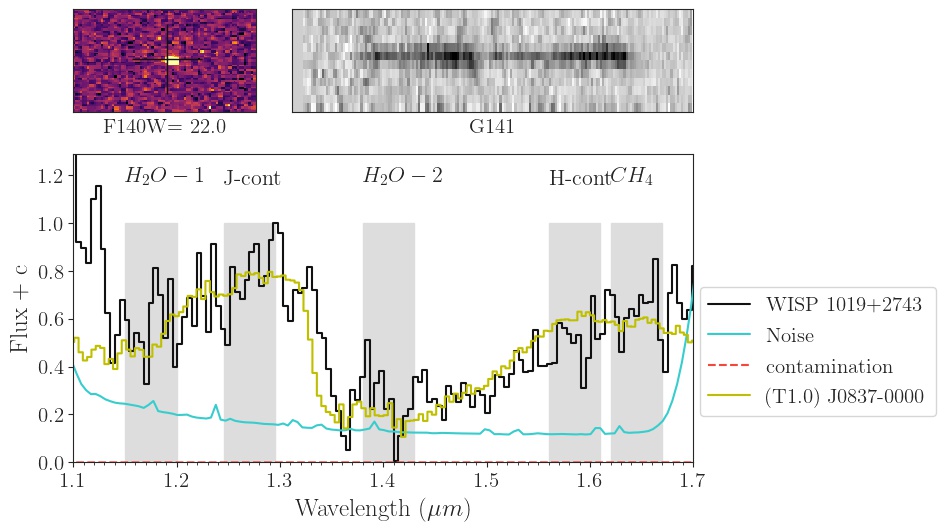 F140W= 22.0
G141
H₂O − 1
J-cont
H₂O − 2
H-cont
CH₄
Flux + c
1.2
1.0
0.8
0.6
0.4
0.2
0.0
1.1
1.2
1.3
1.4
1.5
1.6
1.7
Wavelength (μm)
WISP 1019+2743
Noise
contamination
(T1.0) J0837-0000